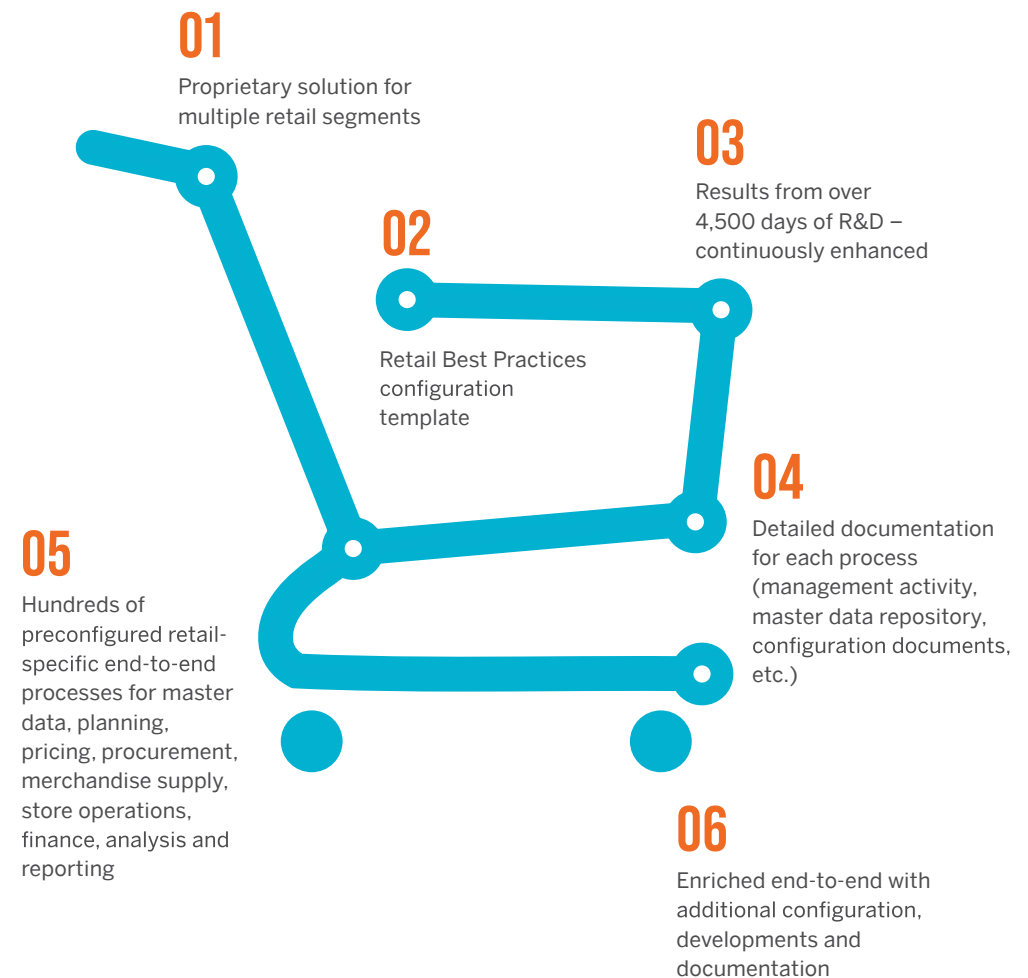 01
Proprietary solution for
multiple retail segments
02
Retail Best Practices
configuration
template
03
Results from over
4,500 days of R&D –
continuously enhanced
04
Detailed documentation
for each process
(management activity,
master data repository,
configuration documents,
etc.)
05
Hundreds of
preconfigured retail-
specific end-to-end
processes for master
data, planning,
pricing, procurement,
merchandise supply,
store operations,
finance, analysis and
reporting
06
Enriched end-to-end with
additional configuration,
developments and
documentation